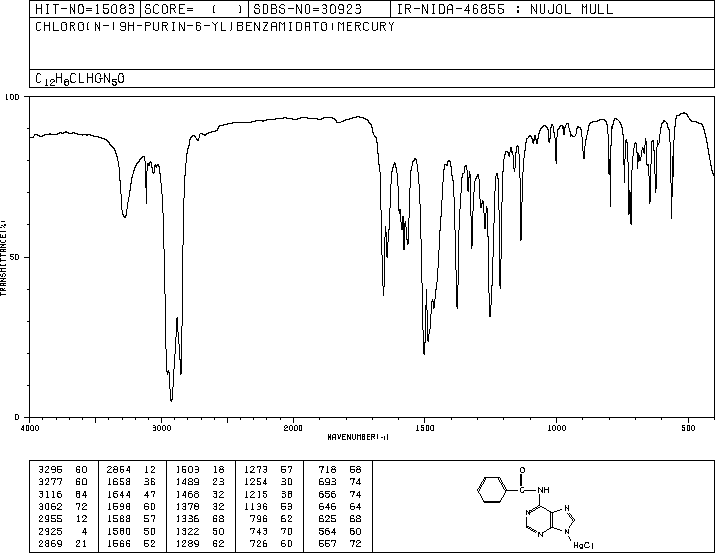 HIT-NO=15083 SCORE= ( ) SDBS-NO=30923 IR-NIDA-46855 : NUJOL MULL
CHLORO(N-(9H-PURIN-6-YL)BENZAMIDATO)MERCURY
C12H8CLHGN5O
100
50
0
TRANSMITTANCE(%)
4000 3000 2000 1500 1000 500
WAVENUMBER(-1)
3295 60 2854 12 1503 18 1273 57 718 58
3277 60 1658 36 1489 23 1254 30 693 74
3116 64 1644 47 1468 32 1215 38 656 74
3062 72 1598 60 1378 32 1136 53 646 64
2955 12 1588 57 1336 68 796 62 625 68
2925 4 1580 50 1322 50 743 70 564 60
2869 21 1566 52 1289 62 726 60 557 72
O
C NH
N N
N N
HgCl